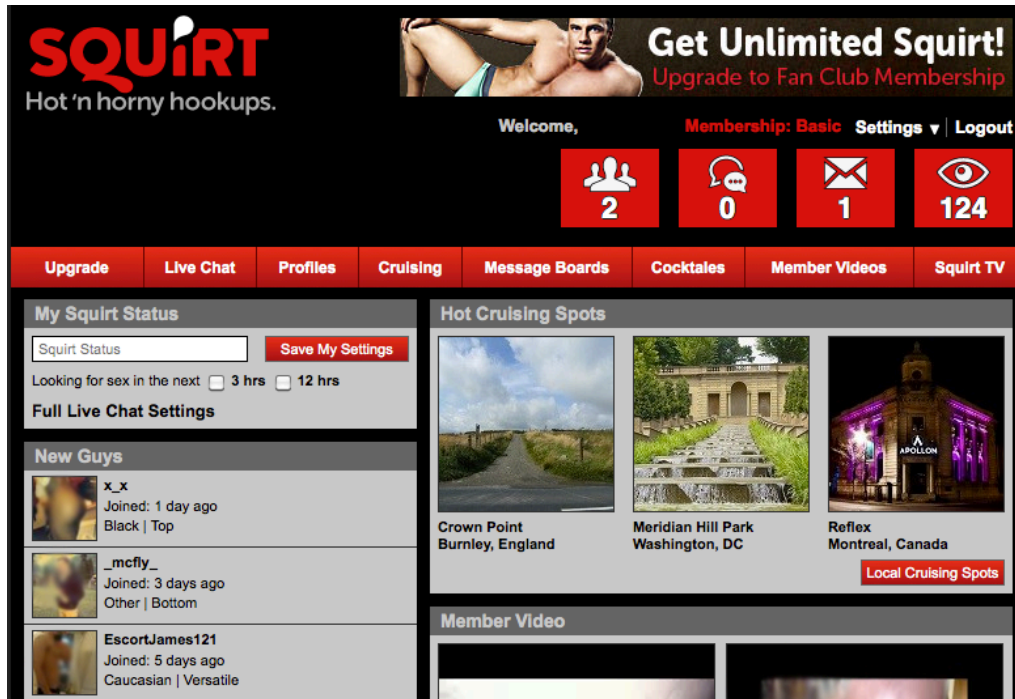 SQUiRT
Hot 'n horny hookups.
Get Unlimited Squirt!
Upgrade to Fan Club Membership
Welcome, Membership: Basic Settings ▼ | Logout
2 0 1 124
Upgrade Live Chat Profiles Cruising Message Boards Cocktales Member Videos Squirt TV
My Squirt Status
Squirt Status Save My Settings
Looking for sex in the next 3 hrs 12 hrs
Full Live Chat Settings
New Guys
x_x
Joined: 1 day ago
Black | Top
_mcfly_
Joined: 3 days ago
Other | Bottom
EscortJames121
Joined: 5 days ago
Caucasian | Versatile
Hot Cruising Spots
APOLLON
Crown Point
Burnley, England
Meridian Hill Park
Washington, DC
Reflex
Montreal, Canada
Local Cruising Spots
Member Video